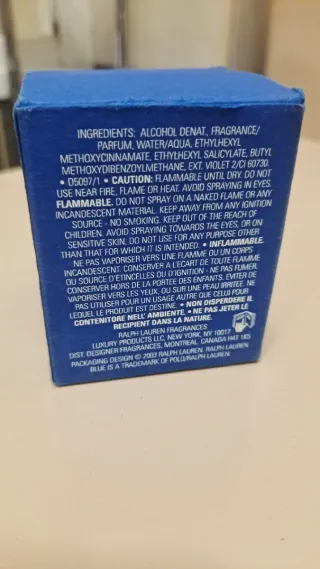 INGREDIENTS: ALCOHOL DENAT, FRAGRANCE/
PARFUM, WATER/AQUA, ETHYLHEXYL
METHOXYCINNAMATE, ETHYLHEXYL SALICYLATE, BUTYL
METHOXYDIBENZOYLMETHANE, EXT. VIOLET 2/CI 60730.
• D5097/1 • CAUTION: FLAMMABLE UNTIL DRY. DO NOT
USE NEAR FIRE, FLAME OR HEAT. AVOID SPRAYING IN EYES.
FLAMMABLE. DO NOT SPRAY ON A NAKED FLAME OR ANY
INCANDESCENT MATERIAL. KEEP AWAY FROM ANY IGNITION
SOURCE - NO SMOKING. KEEP OUT OF THE REACH OF
CHILDREN. AVOID SPRAYING TOWARDS THE EYES, OR ON
SENSITIVE SKIN. DO NOT USE FOR ANY PURPOSE OTHER
THAN THAT FOR WHICH IT IS INTENDED. • INFLAMMABLE.
NE PAS VAPORISER VERS UNE FLAMME OU UN CORPS
INCANDESCENT. CONSERVER A L'ECART DE TOUTE FLAMME
OU SOURCE D'ETINCELLES OU D'IGNITION - NE PAS FUMER
CONSERVER HORS DE LA PORTEE DES ENFANTS. EVITER DE
VAPORISER VERS LES YEUX, OU SUR UNE PEAU IRRITEE. NE
PAS UTILISER POUR UN USAGE AUTRE QUE CELUI POUR
LEQUEL LE PRODUIT EST DESTINE. • NON DISPERDERE IL
CONTENITORE NELL' AMBIENTE. • NE PAS JETER LE
RECIPIENT DANS LA NATURE.
RALPH LAUREN FRAGRANCES
LUXURY PRODUCTS LLC, NEW YORK, NY 10017
DIST. DESIGNER FRAGRANCES, MONTREAL, CANADA H4T 1K5
PACKAGING DESIGN © 2003 RALPH LAUREN. RALPH LAUREN
BLUE IS A TRADEMARK OF POLO/RALPH LAUREN.